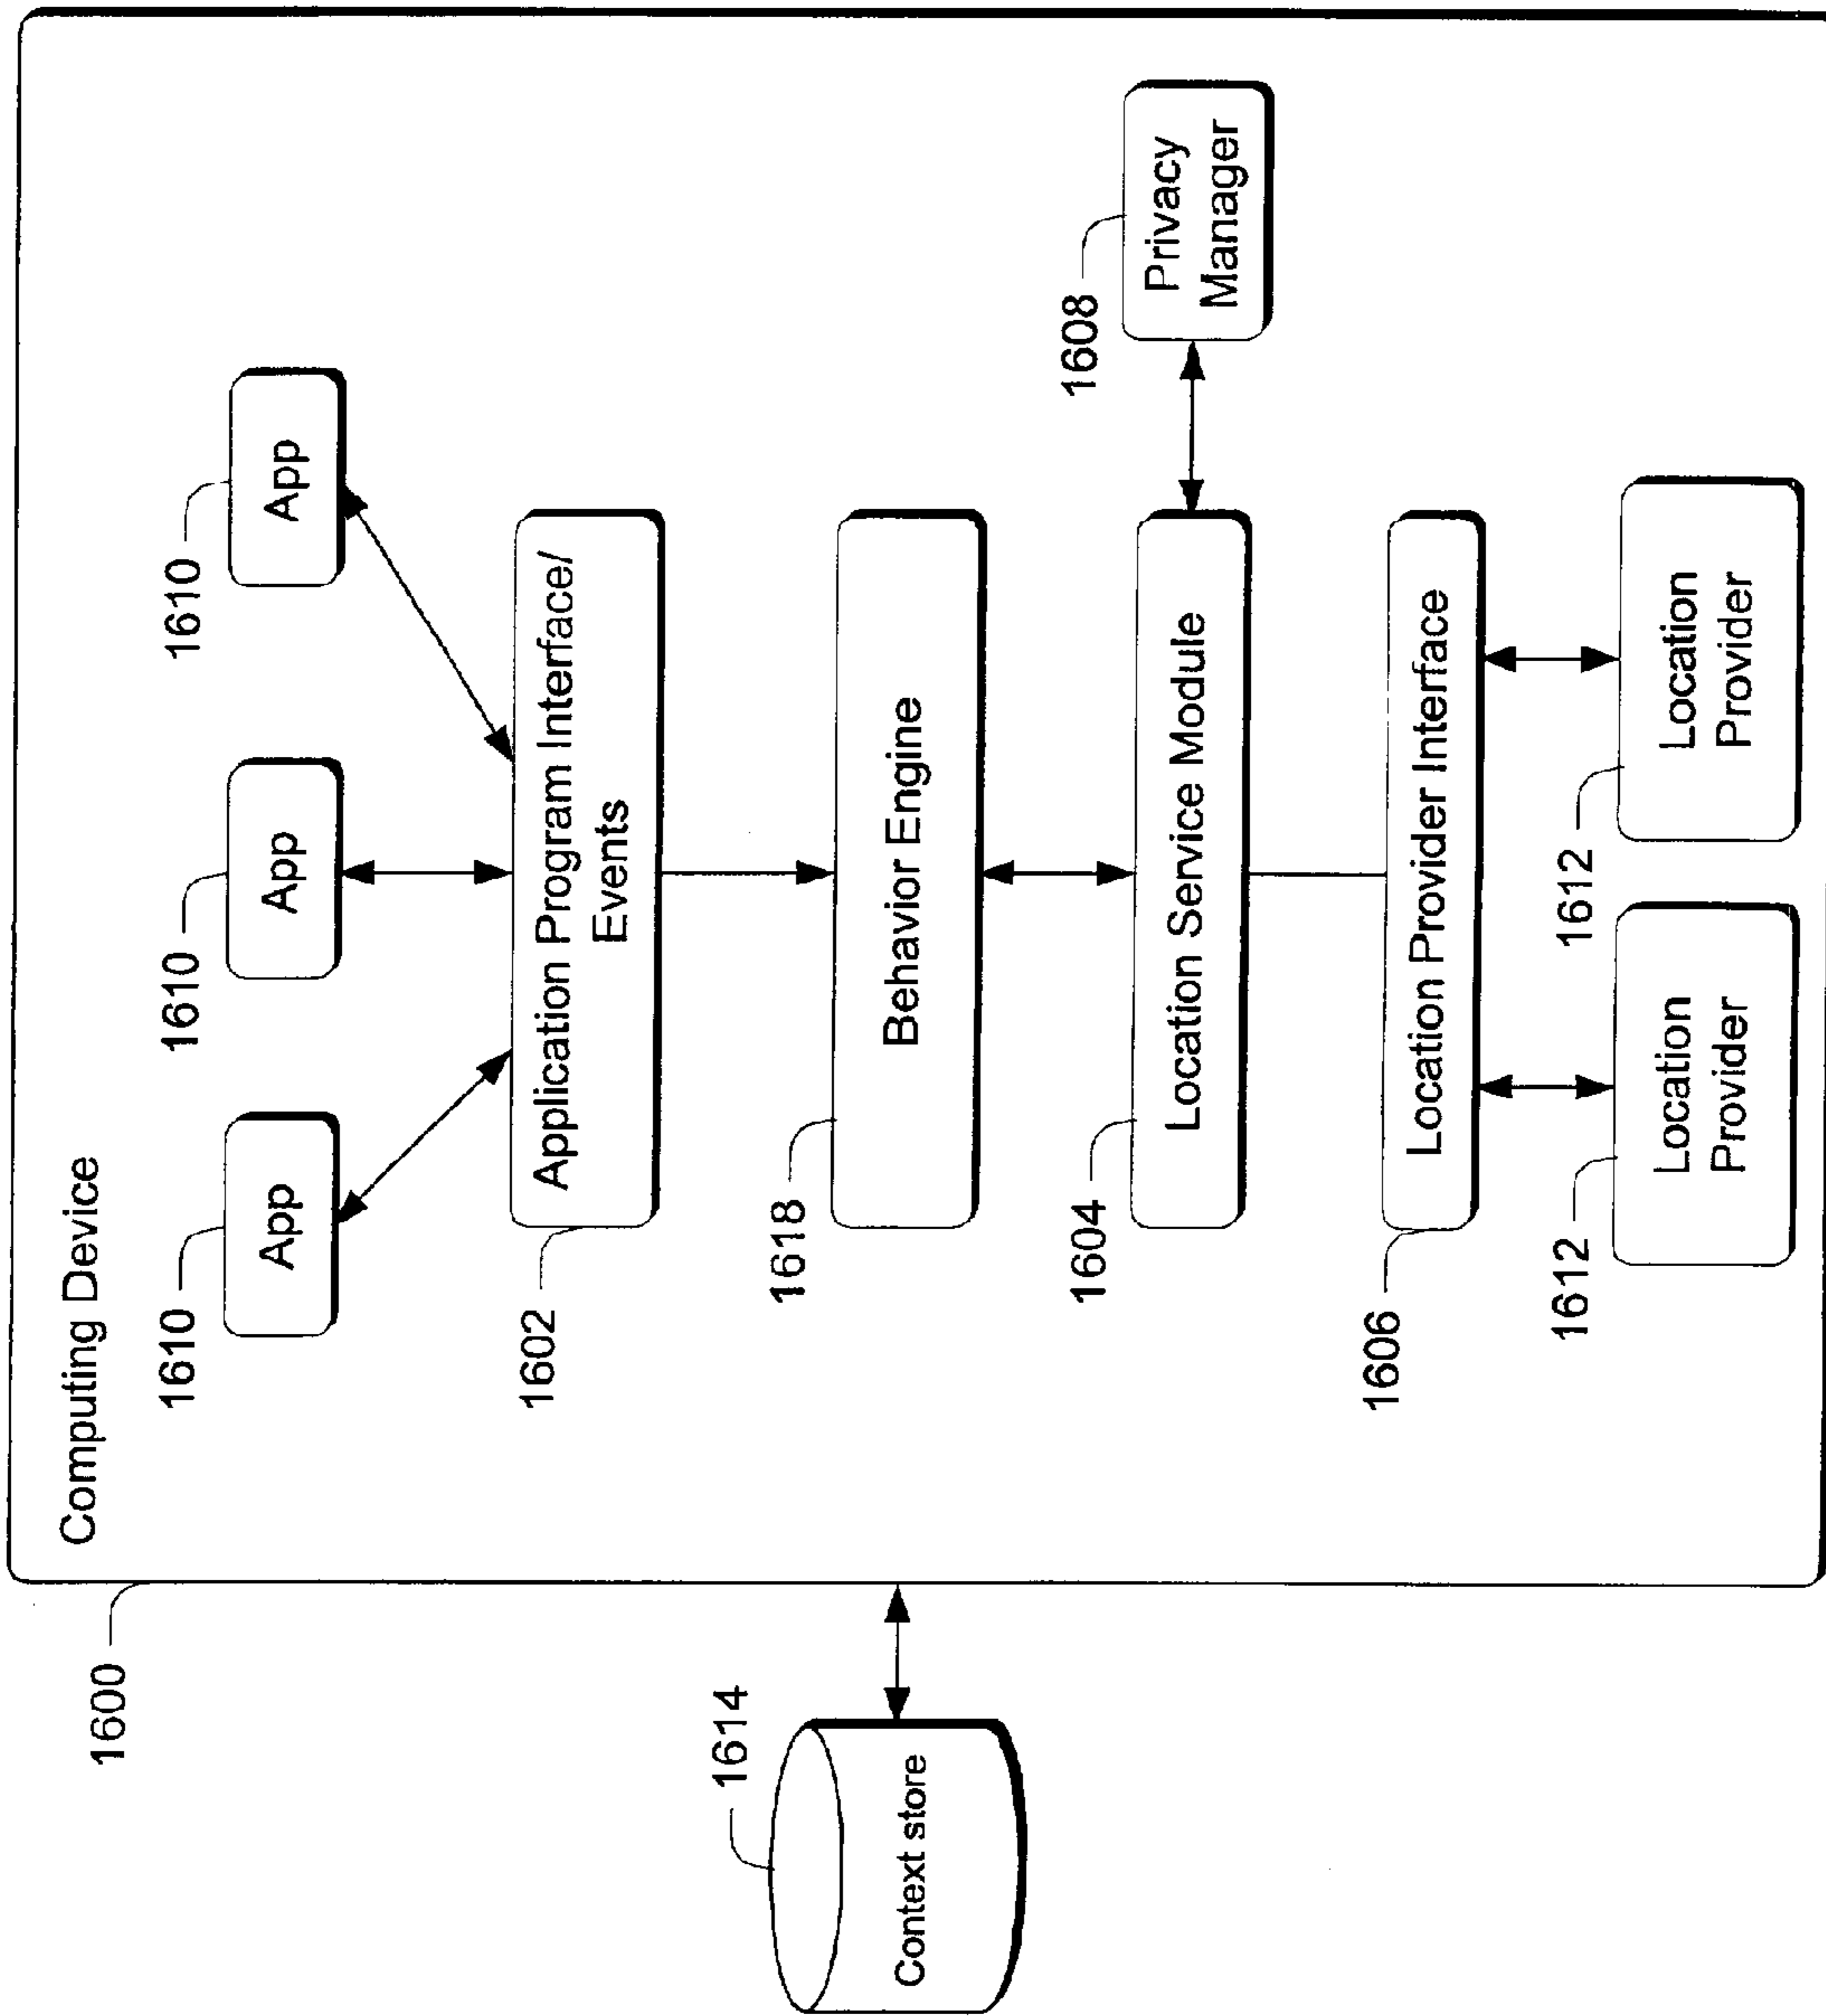 Computing Device
1600
1610
1610
1610
App
App
App
1602
Application Program Interface/
Events
1614
Context store
1618
Behavior Engine
1608
Privacy
Manager
1604
Location Service Module
1606
Location Provider Interface
1612
1612
Location
Provider
Location
Provider